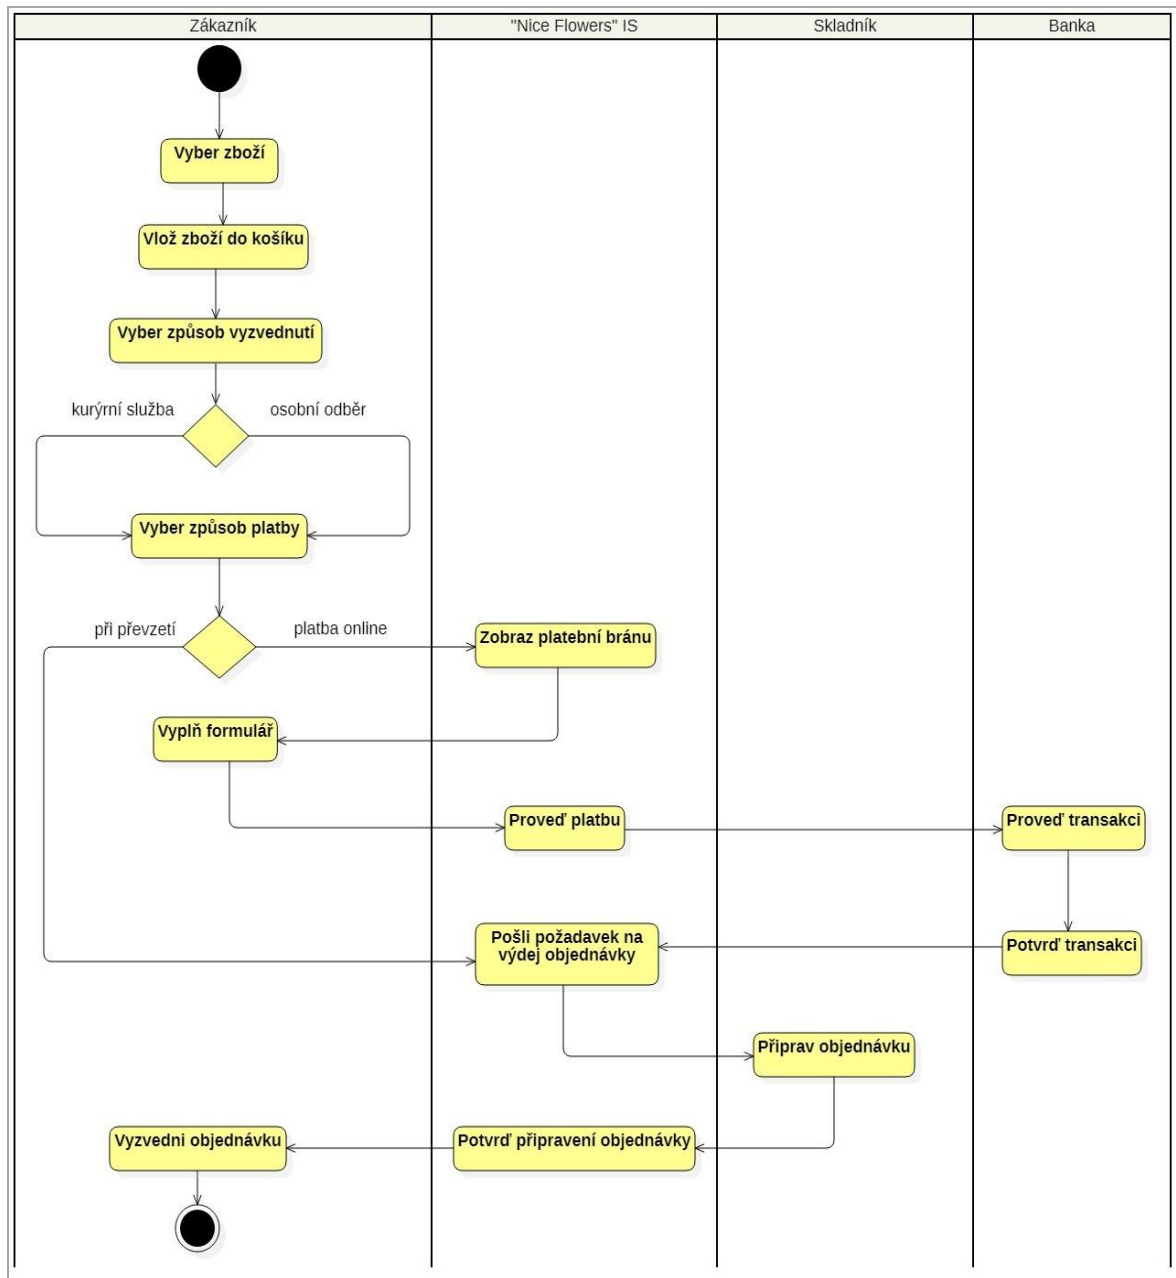 Zákazník
"Nice Flowers" IS
Skladník
Banka
Vyber zboží
Vlož zboží do košíku
Vyber způsob vyzvednutí
kurýrní služba
osobní odběr
Vyber způsob platby
při převzetí
platba online
Zobraz platební bránu
Vyplň formulář
Proveď platbu
Proveď transakci
Pošli požadavek na
výdej objednávky
Potvrď transakci
Připrav objednávku
Vyzvedni objednávku
Potvrď připravení objednávky